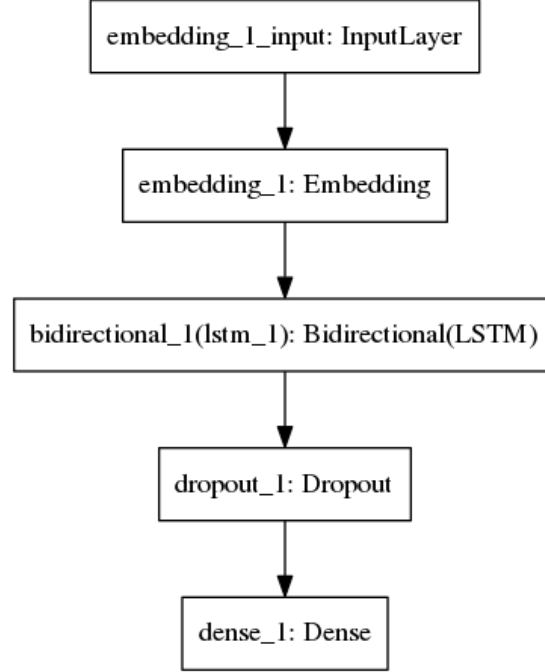 embedding_1_input: InputLayer
embedding_1: Embedding
bidirectional_1(lstm_1): Bidirectional(LSTM)
dropout_1: Dropout
dense_1: Dense